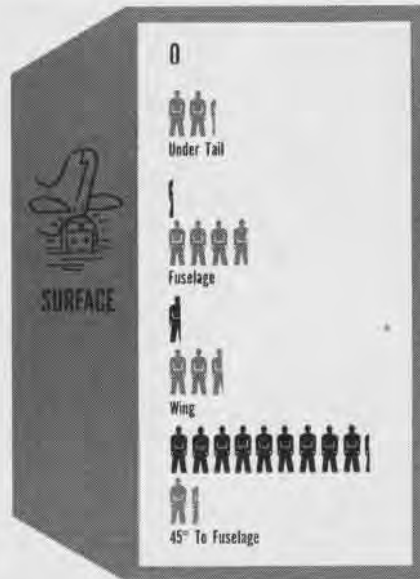 0
Under Tail
SURFACE
Fuselage
Wing
45° To Fuselage